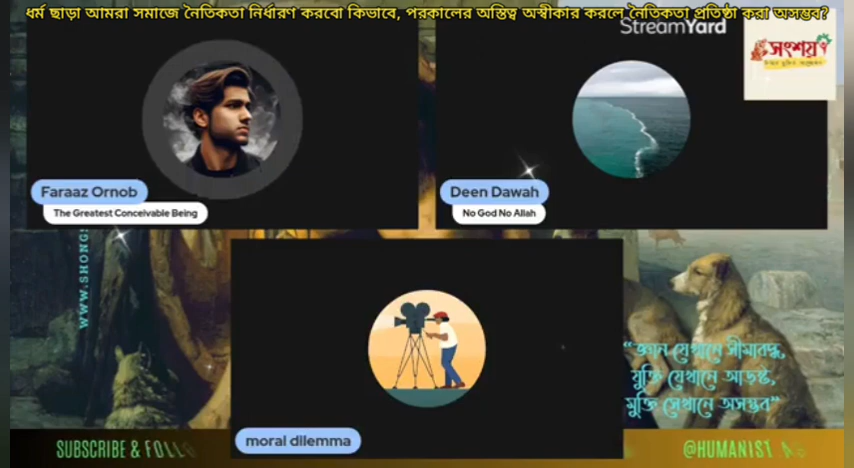 ধর্ম ছাড়া আমরা সমাজে নৈতিকতা নির্ধারণ করবো কিভাবে, পরকালের অস্তিত্ব অস্বীকার করলে নৈতিকতা প্রতিষ্ঠা করা অসম্ভব?
StreamYard
সংশয়
Faraaz Ornob
The Greatest Conceivable Being
Deen Dawah
No God No Allah
WWW.SHONGS
"জ্ঞান যেখানে সীমাবদ্ধ,
যুক্তি যেখানে আড়ষ্ট,
মুক্তি সেখানে অসম্ভব"
moral dilemma
SUBSCRIBE & FOLL
@HUMANIST